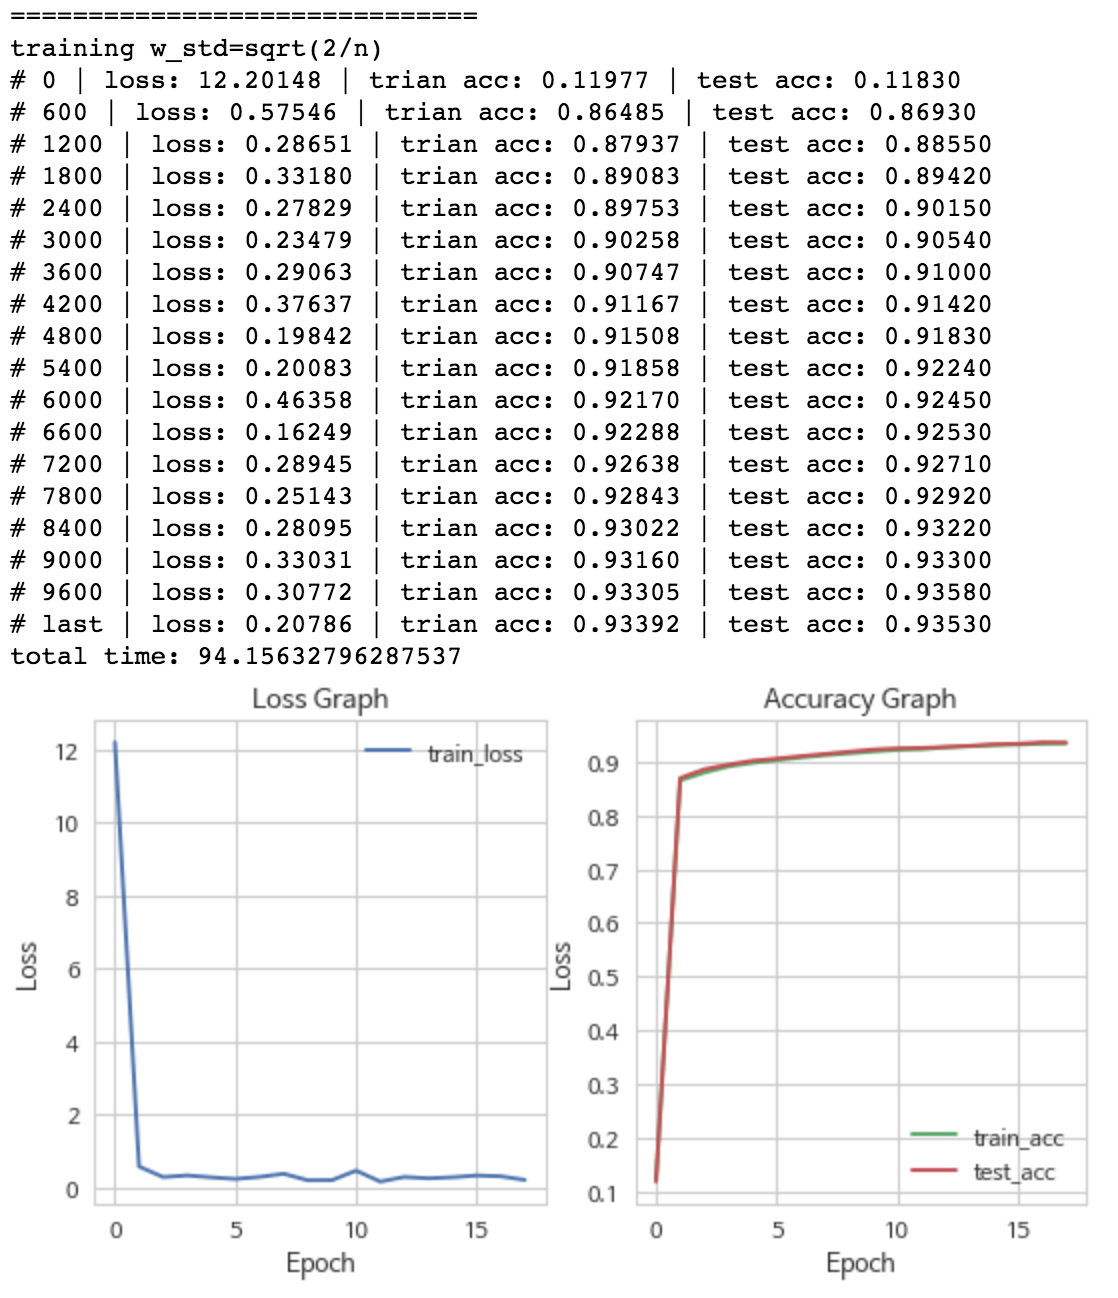 ==============================
training w_std=sqrt(2/n)
# 0 | loss: 12.20148 | trian acc: 0.11977 | test acc: 0.11830
# 600 | loss: 0.57546 | trian acc: 0.86485 | test acc: 0.86930
# 1200 | loss: 0.28651 | trian acc: 0.87937 | test acc: 0.88550
# 1800 | loss: 0.33180 | trian acc: 0.89083 | test acc: 0.89420
# 2400 | loss: 0.27829 | trian acc: 0.89753 | test acc: 0.90150
# 3000 | loss: 0.23479 | trian acc: 0.90258 | test acc: 0.90540
# 3600 | loss: 0.29063 | trian acc: 0.90747 | test acc: 0.91000
# 4200 | loss: 0.37637 | trian acc: 0.91167 | test acc: 0.91420
# 4800 | loss: 0.19842 | trian acc: 0.91508 | test acc: 0.91830
# 5400 | loss: 0.20083 | trian acc: 0.91858 | test acc: 0.92240
# 6000 | loss: 0.46358 | trian acc: 0.92170 | test acc: 0.92450
# 6600 | loss: 0.16249 | trian acc: 0.92288 | test acc: 0.92530
# 7200 | loss: 0.28945 | trian acc: 0.92638 | test acc: 0.92710
# 7800 | loss: 0.25143 | trian acc: 0.92843 | test acc: 0.92920
# 8400 | loss: 0.28095 | trian acc: 0.93022 | test acc: 0.93220
# 9000 | loss: 0.33031 | trian acc: 0.93160 | test acc: 0.93300
# 9600 | loss: 0.30772 | trian acc: 0.93305 | test acc: 0.93580
# last | loss: 0.20786 | trian acc: 0.93392 | test acc: 0.93530
total time: 94.15632796287537
Loss Graph
train_loss
12
10
8
6
4
2
0
Loss
0 5 10 15
Epoch
Accuracy Graph
0.9
0.8
0.7
0.6
0.5
0.4
0.3
0.2
0.1
Loss
train_acc
test_acc
0 5 10 15
Epoch